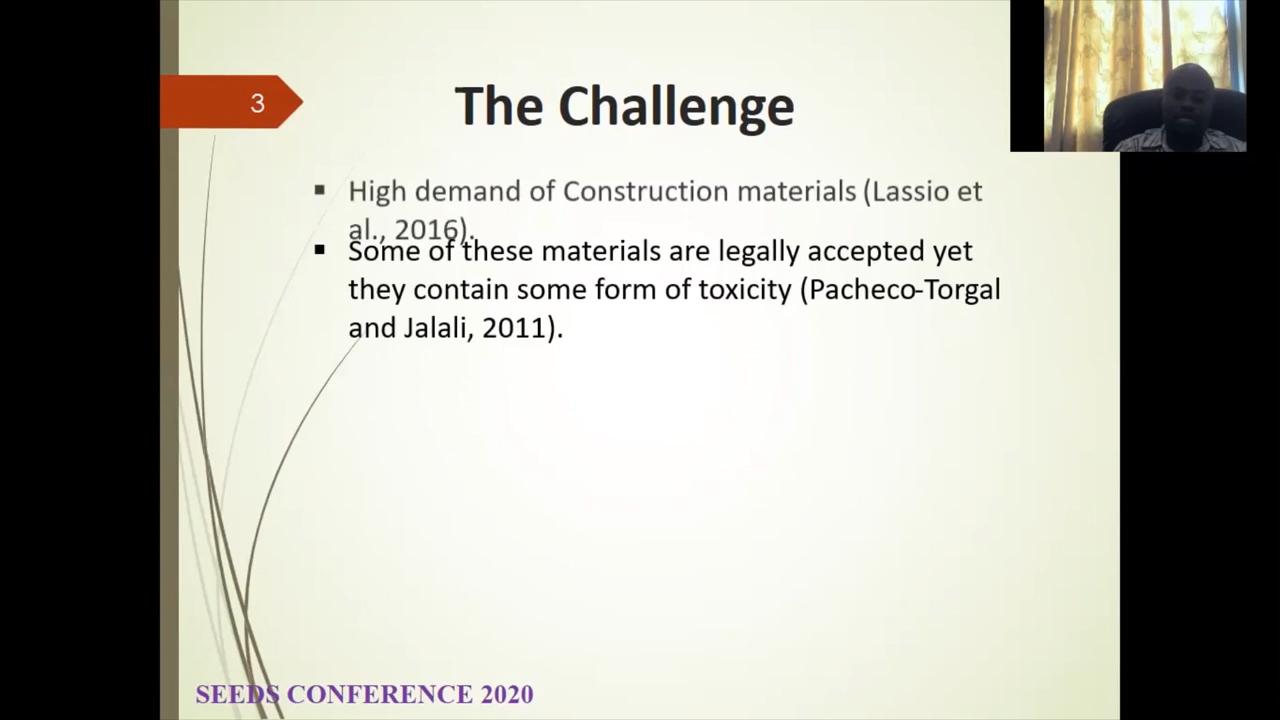 3
The Challenge
▪ High demand of Construction materials (Lassio et
al., 2016).
▪ Some of these materials are legally accepted yet
they contain some form of toxicity (Pacheco-Torgal
and Jalali, 2011).
SEEDS CONFERENCE 2020